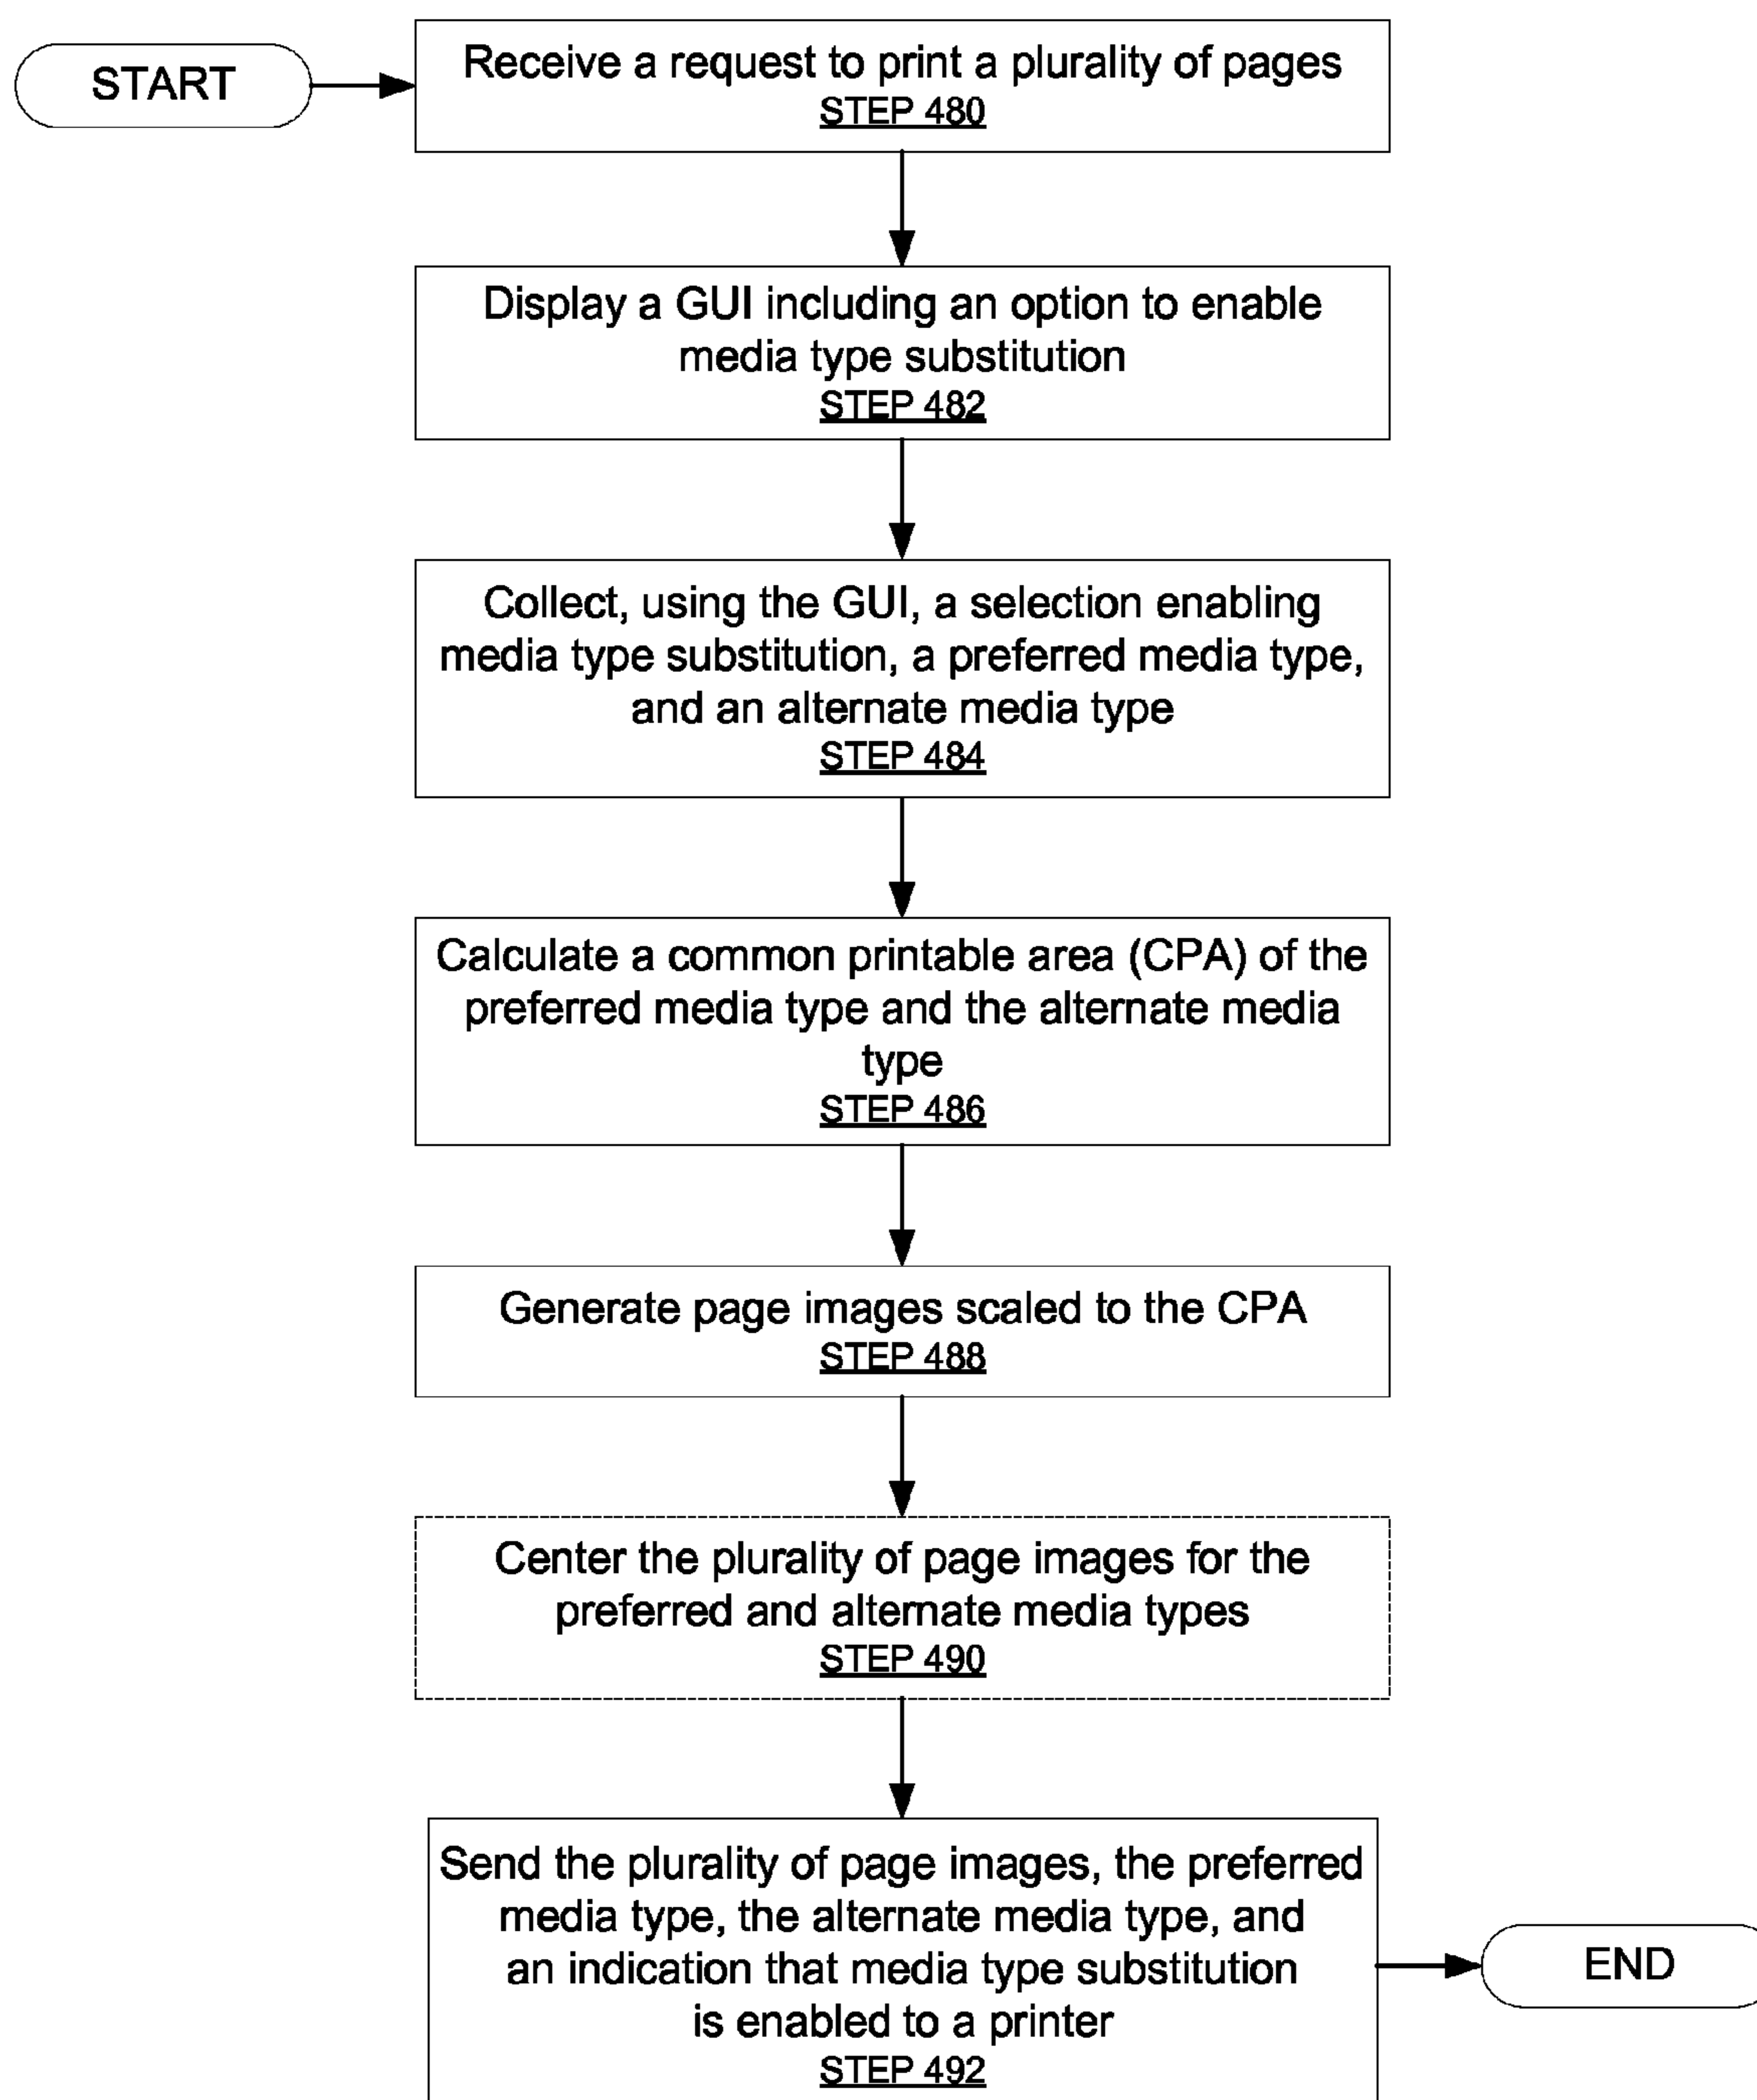 START
Receive a request to print a plurality of pages
STEP 480
Display a GUI including an option to enable
media type substitution
STEP 482
Collect, using the GUI, a selection enabling
media type substitution, a preferred media type,
and an alternate media type
STEP 484
Calculate a common printable area (CPA) of the
preferred media type and the alternate media
type
STEP 486
Generate page images scaled to the CPA
STEP 488
Center the plurality of page images for the
preferred and alternate media types
STEP 490
Send the plurality of page images, the preferred
media type, the alternate media type, and
an indication that media type substitution
is enabled to a printer
STEP 492
END